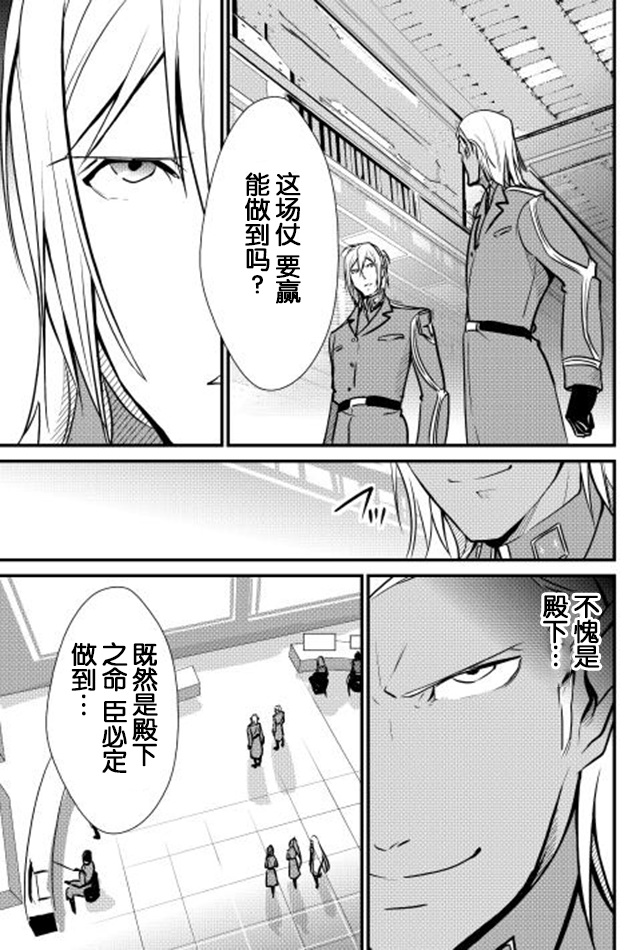 这场仗 要赢
能做到吗？
不愧是
殿下…
既然是殿下
之命 臣必定
做到…